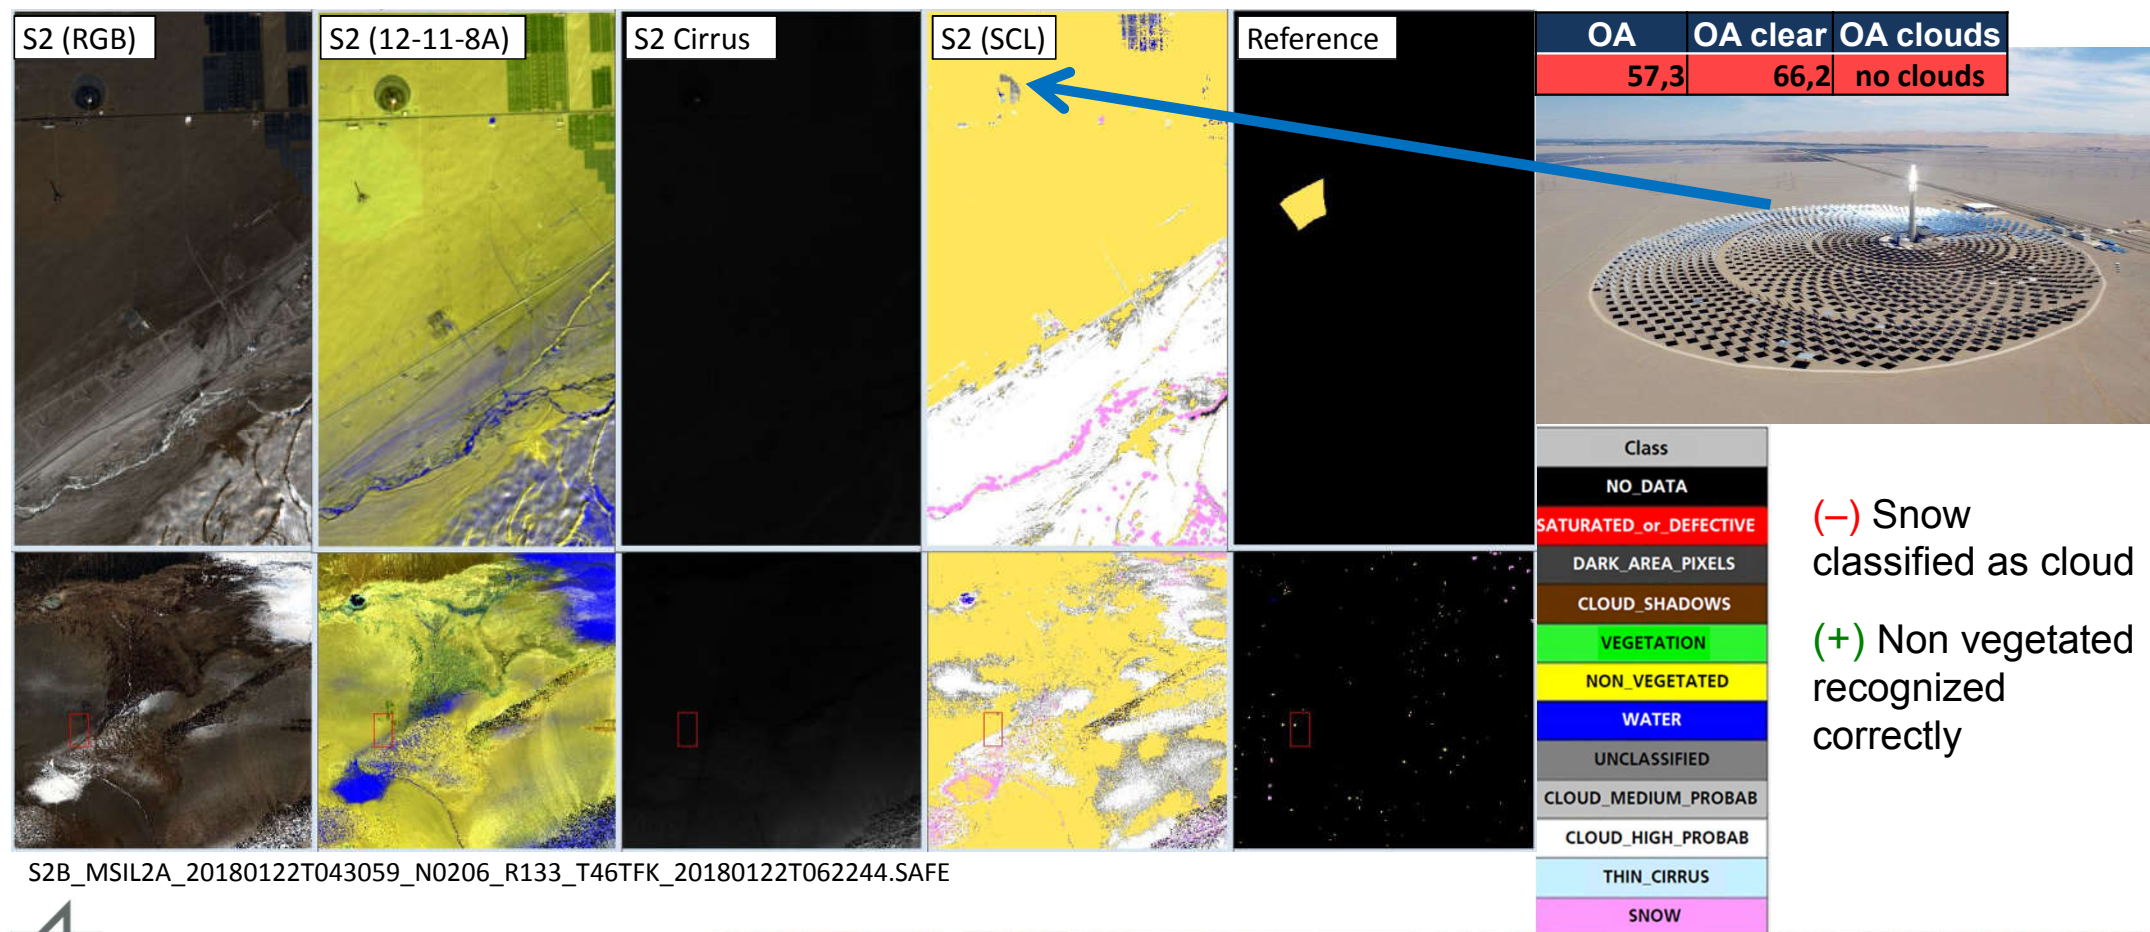 S2 (RGB)
S2 (12-11-8A)
S2 Cirrus
S2 (SCL)
Reference
OA OA clear OA clouds
57,3 66,2 no clouds
Class
NO_DATA
SATURATED_or_DEFECTIVE
DARK_AREA_PIXELS
CLOUD_SHADOWS
VEGETATION
NON_VEGETATED
WATER
UNCLASSIFIED
CLOUD_MEDIUM_PROBAB
CLOUD_HIGH_PROBAB
THIN_CIRRUS
SNOW
(–) Snow
classified as cloud
(+) Non vegetated
recognized
correctly
S2B_MSIL2A_20180122T043059_N0206_R133_T46TFK_20180122T062244.SAFE